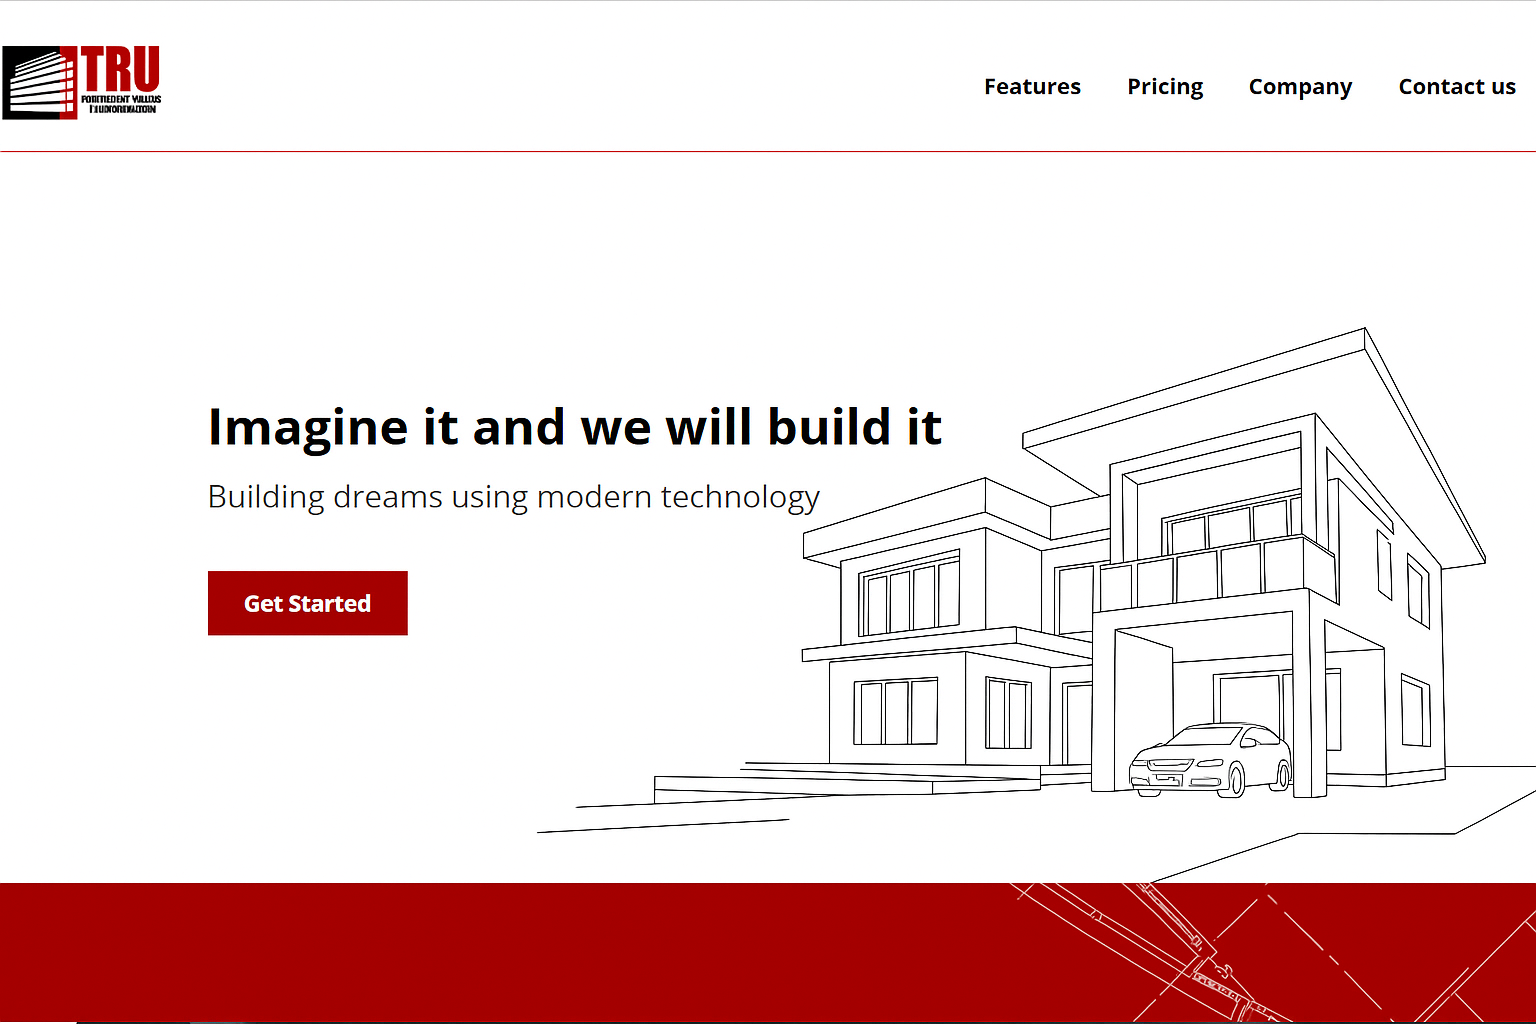 TRU
Features
Pricing
Company
Contact us
Imagine it and we will build it
Building dreams using modern technology
Get Started